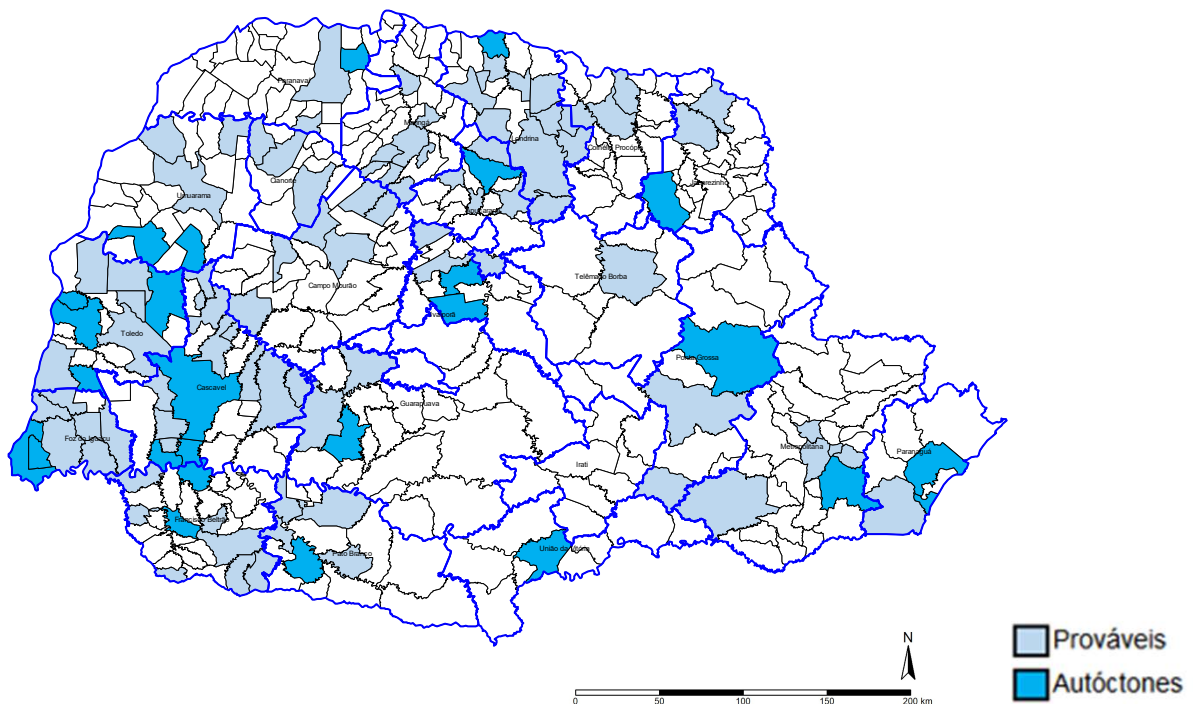 Paranavaí
Maringá
Londrina
Cornélio Procópio
Jacarezinho
Cianorte
Umuarama
Apucarana
Telêmaco Borba
Campo Mourão
Ivaiporã
Toledo
Ponta Grossa
Cascavel
Guarapuava
Foz do Iguaçu
Metropolitana
Paranaguá
Irati
Francisco Beltrão
Pato Branco
União da Vitória
N
0 50 100 150 200 km
Prováveis
Autóctones